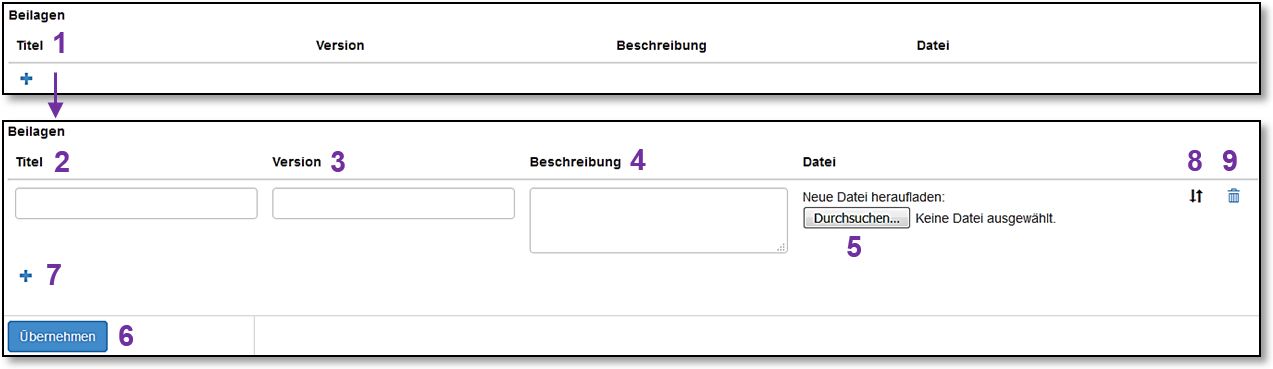 Beilagen
Titel 1 Version Beschreibung Datei
Beilagen
Titel 2 Version 3 Beschreibung 4 Datei 8 9
Neue Datei heraufladen:
Durchsuchen... Keine Datei ausgewählt.
5
7
Übernehmen 6